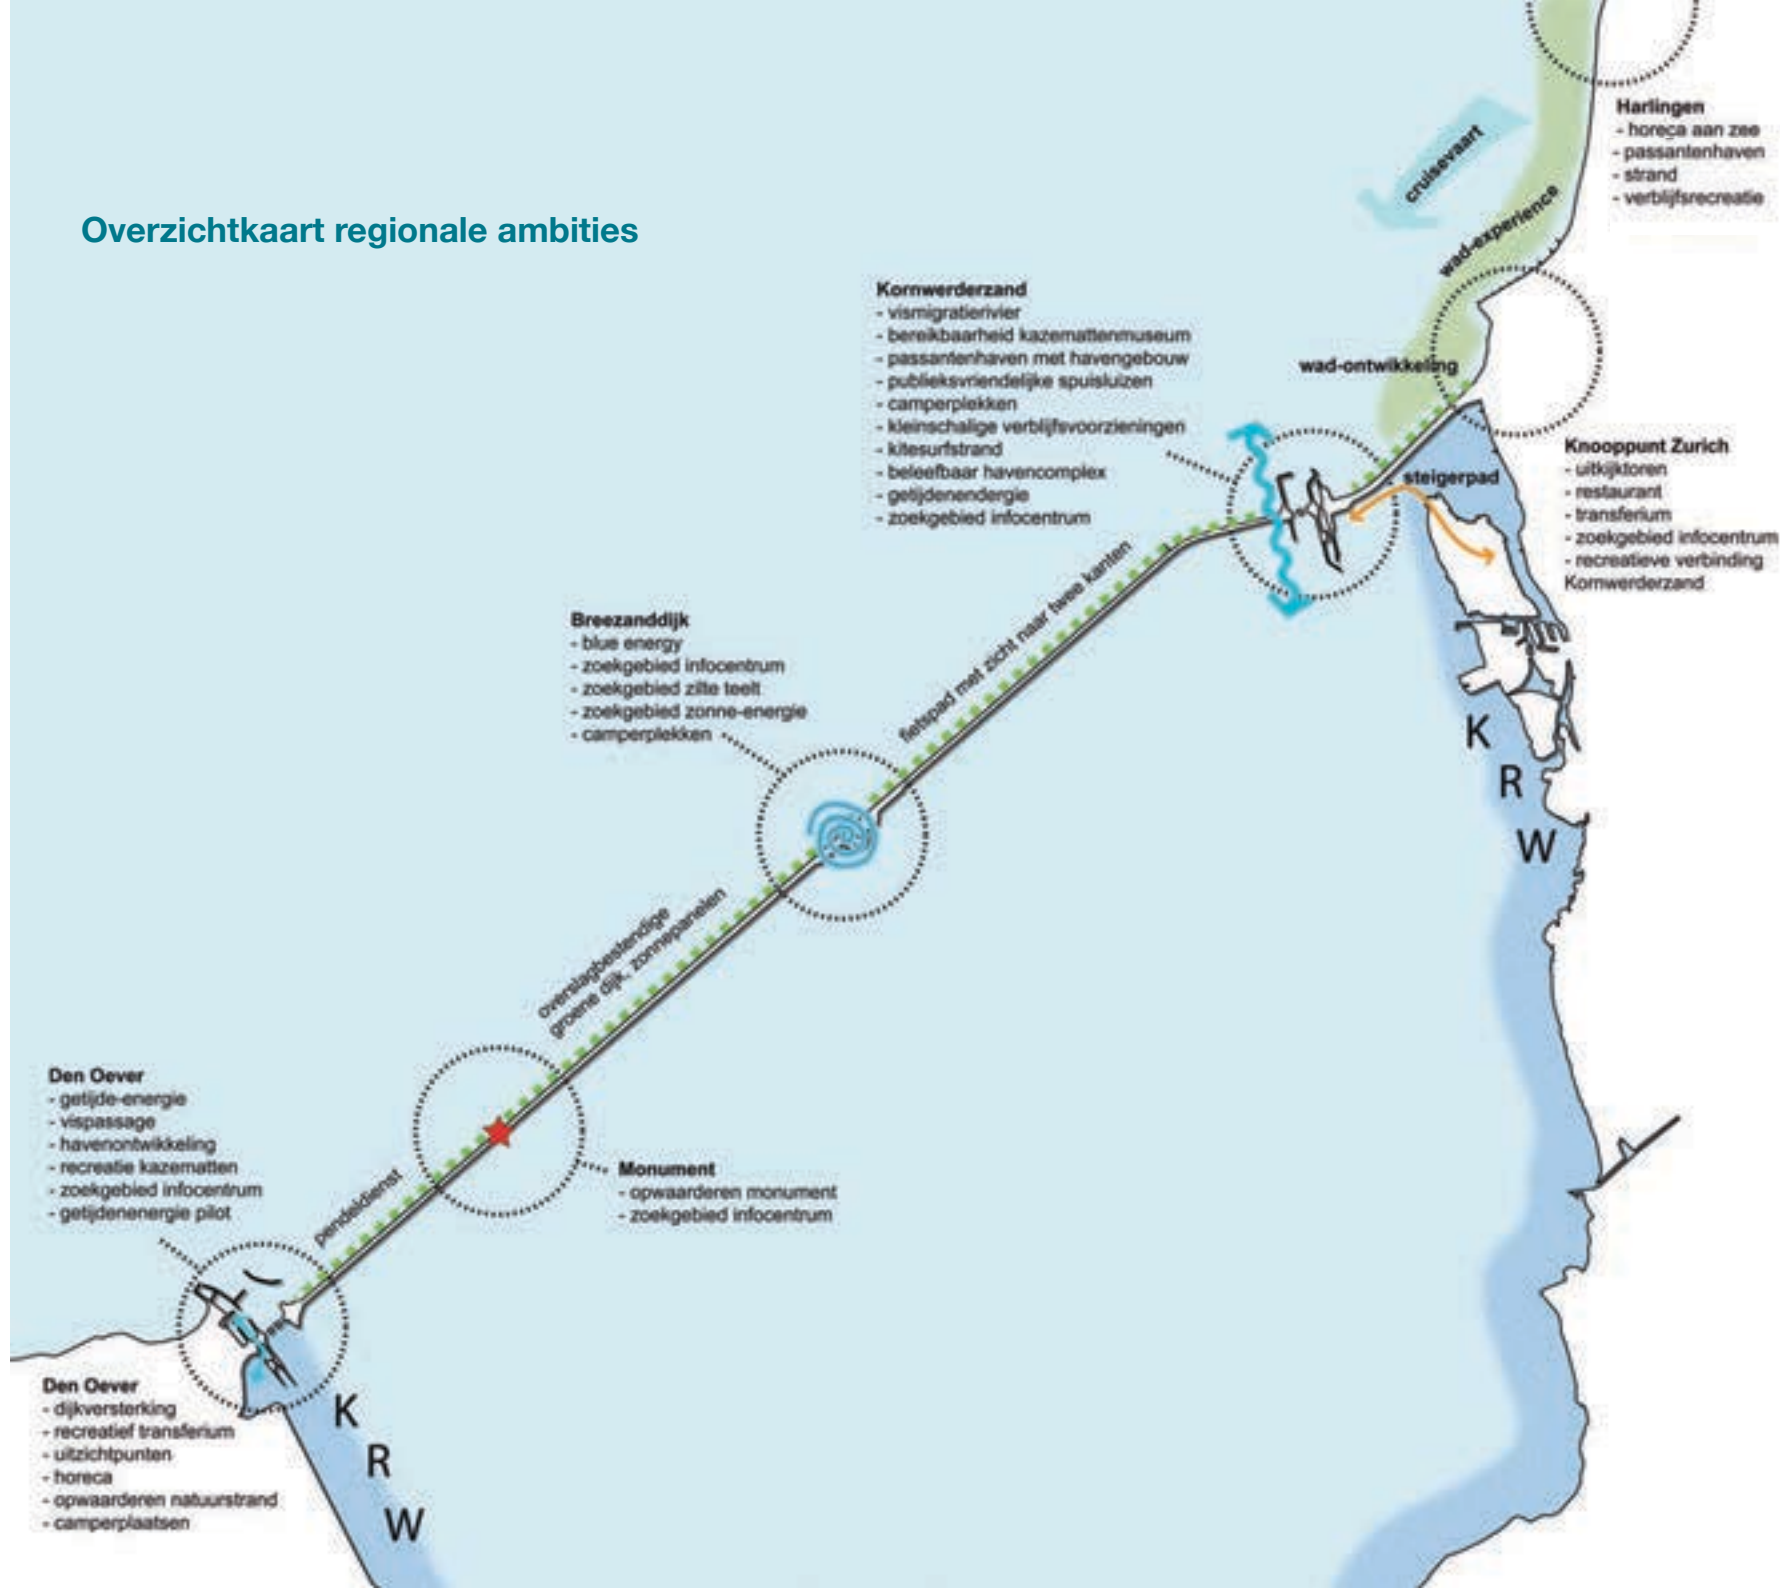 Overzichtkaart regionale ambities
cruisevaart
wad-experience
Harlingen
- horeca aan zee
- passantenhaven
- strand
- verblijfsrecreatie
Kornwerderzand
- vismigratierivier
- bereikbaarheid kazemattenmuseum
- passantenhaven met havengebouw
- publieksvriendelijke spuisluizen
- camperplekken
- kleinschalige verblijfsvoorzieningen
- kitesurfstrand
- beleefbaar havencomplex
- getijdenendergie
- zoekgebied infocentrum
wad-ontwikkeling
steigerpad
Knooppunt Zurich
- uitkijktoren
- restaurant
- transferium
- zoekgebied infocentrum
- recreatieve verbinding
Kornwerderzand
fietspad met zicht naar twee kanten
Breezanddijk
- blue energy
- zoekgebied infocentrum
- zoekgebied zilte teelt
- zoekgebied zonne-energie
- camperplekken
K
R
W
overslagbestendige
groene dijk, zonnepanelen
Den Oever
- getijde-energie
- vispassage
- havenontwikkeling
- recreatie kazematten
- zoekgebied infocentrum
- getijdenenergie pilot
pendeldienst
Monument
- opwaarderen monument
- zoekgebied infocentrum
Den Oever
- dijkversterking
- recreatief transferium
- uitzichtpunten
- horeca
- opwaarderen natuurstrand
- camperplaatsen
K
R
W